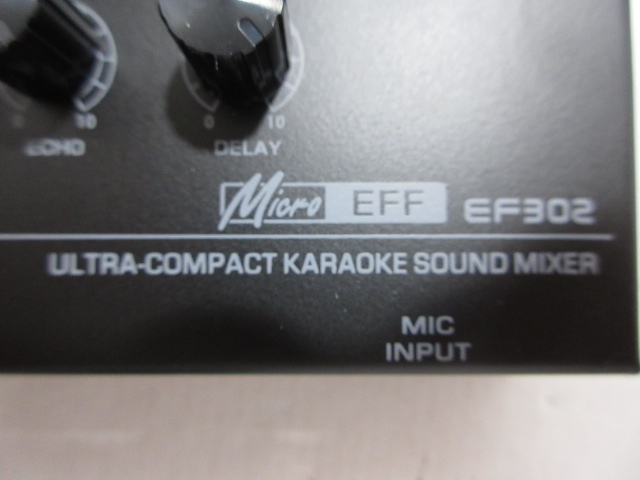 0 10
ECHO
0 10
DELAY
Micro EFF EF302
ULTRA-COMPACT KARAOKE SOUND MIXER
MIC
INPUT